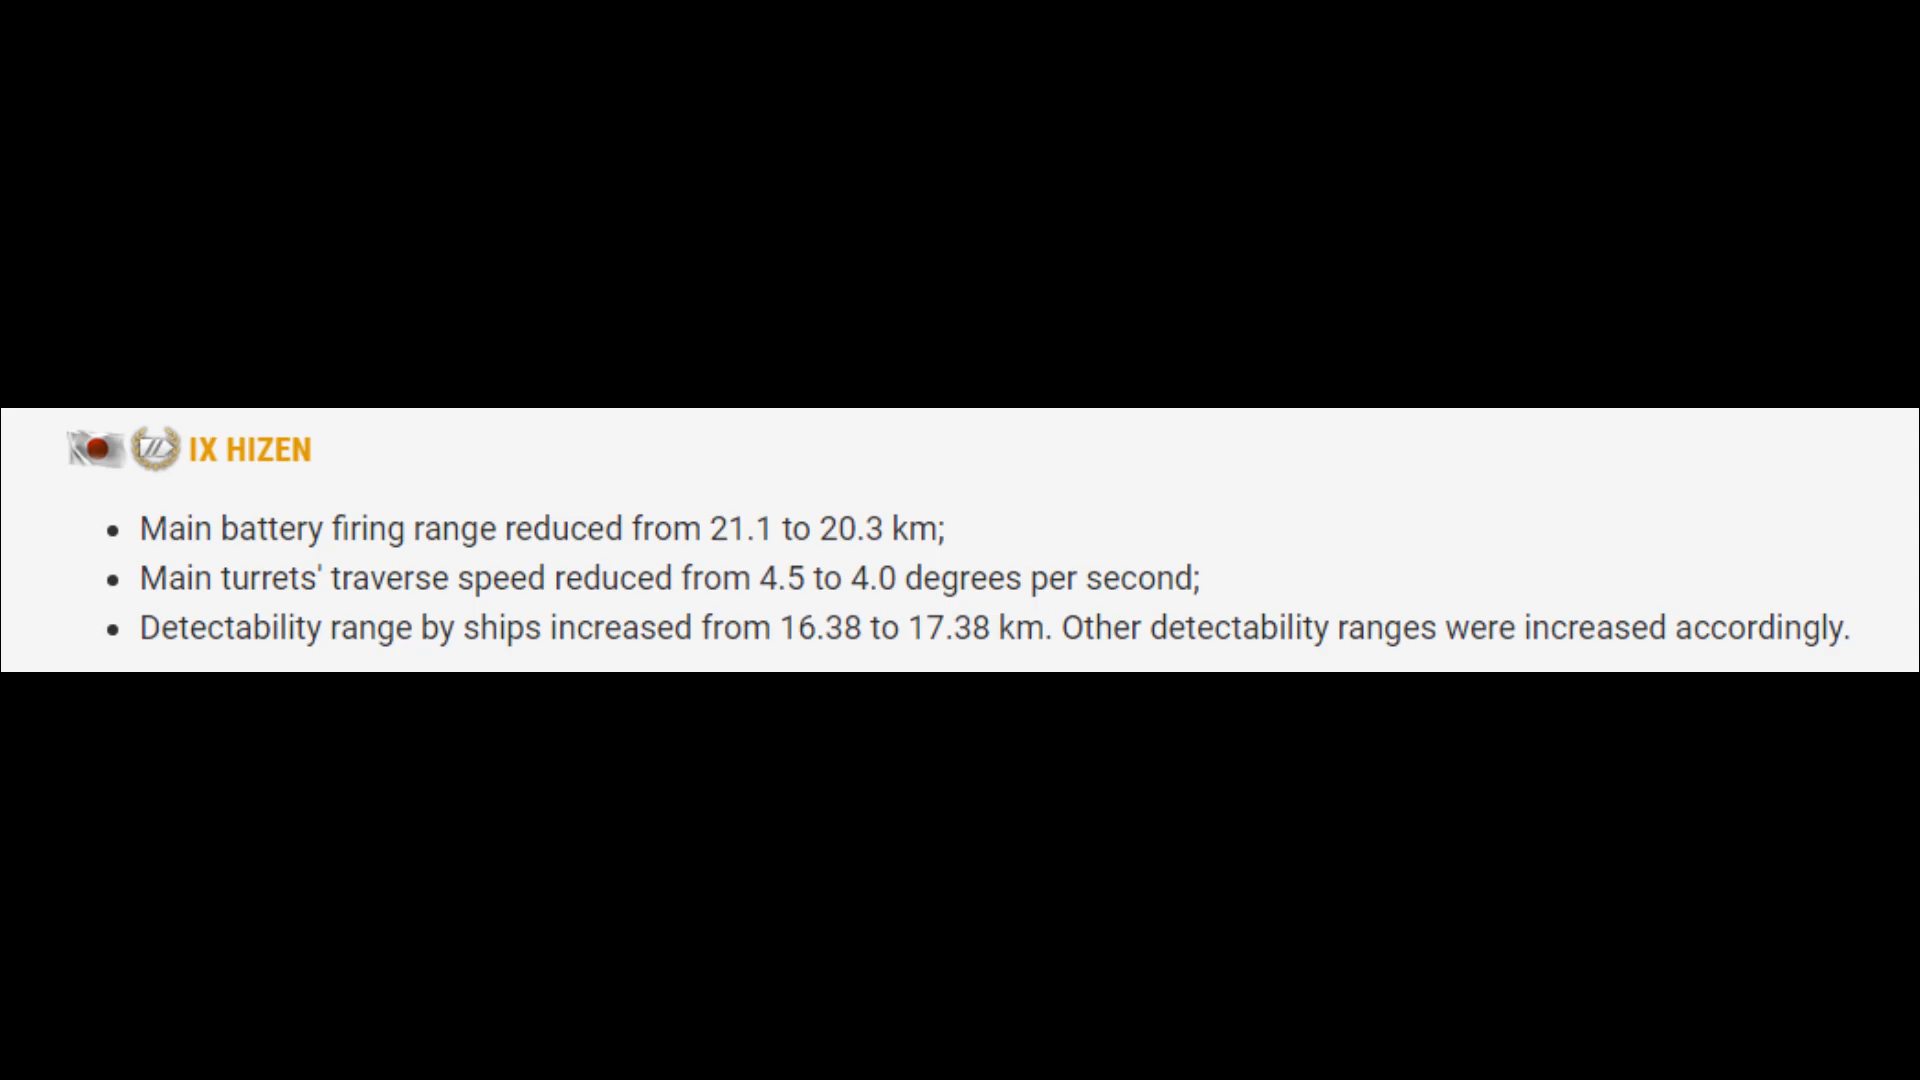 IX HIZEN
Main battery firing range reduced from 21.1 to 20.3 km;
Main turrets' traverse speed reduced from 4.5 to 4.0 degrees per second;
Detectability range by ships increased from 16.38 to 17.38 km. Other detectability ranges were increased accordingly.